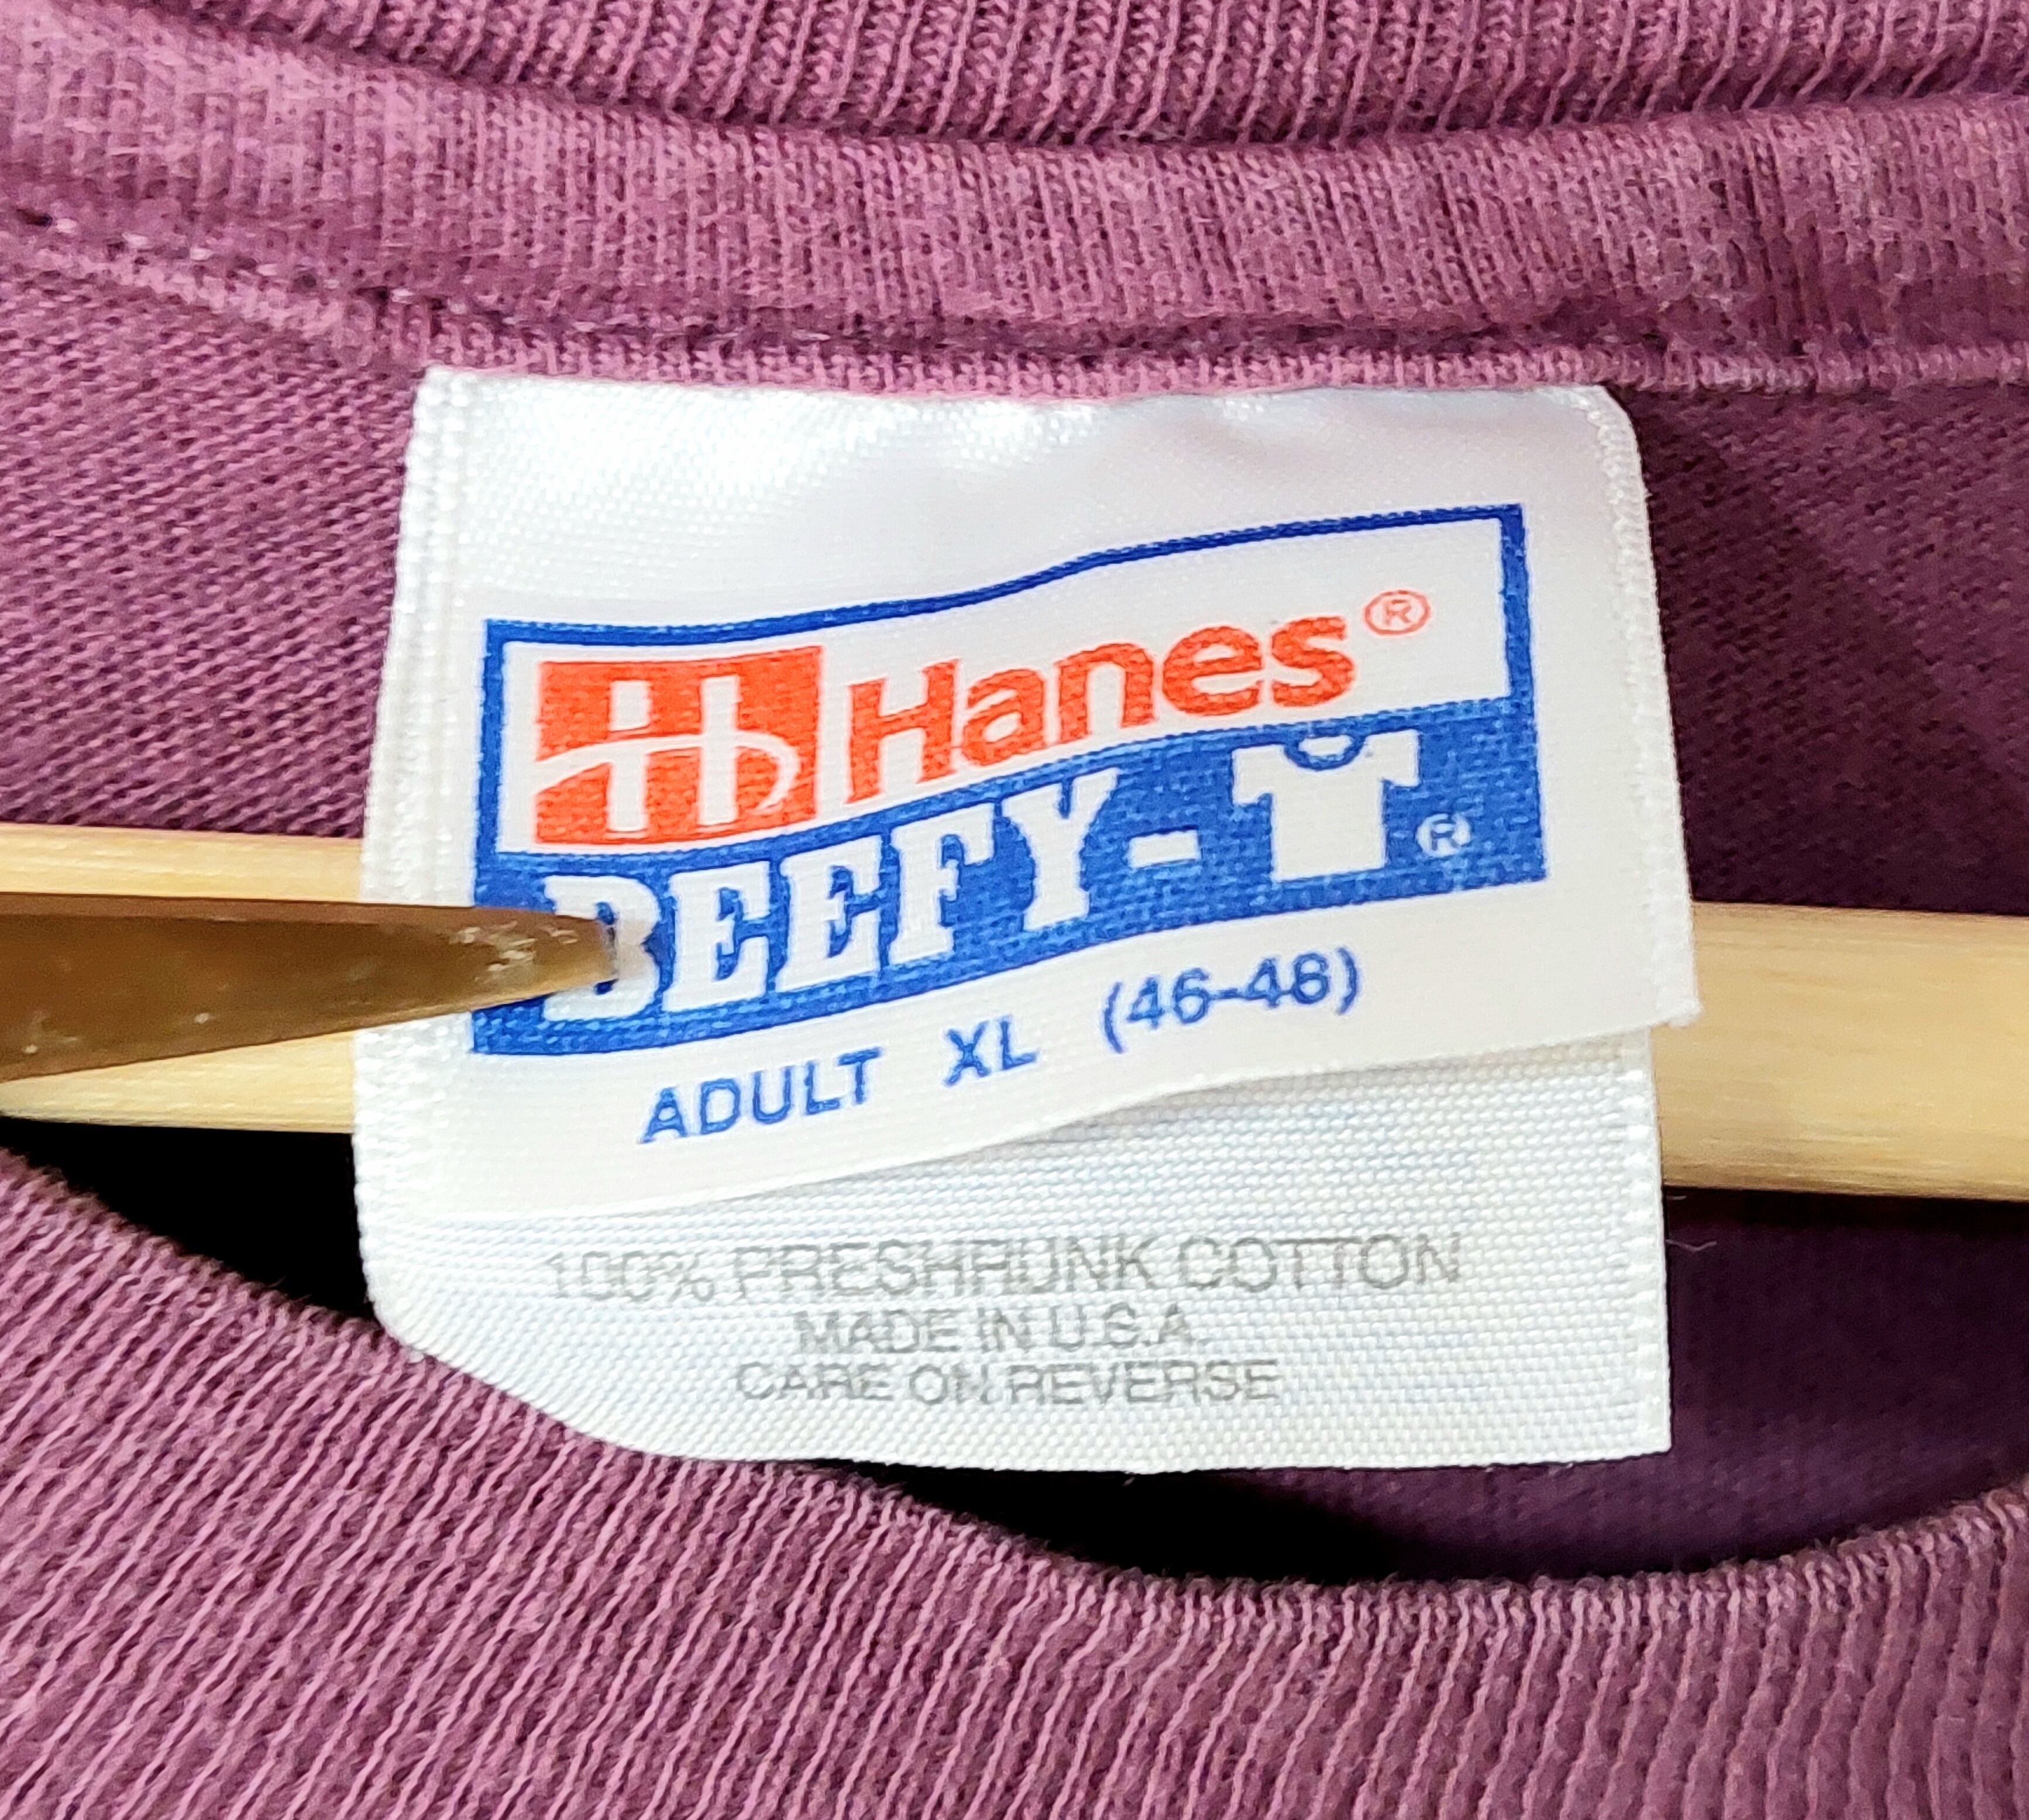 Hanes®
BEEFY-T®
ADULT XL (46-48)
100% PRESHRUNK COTTON
MADE IN U.S.A.
CARE ON REVERSE